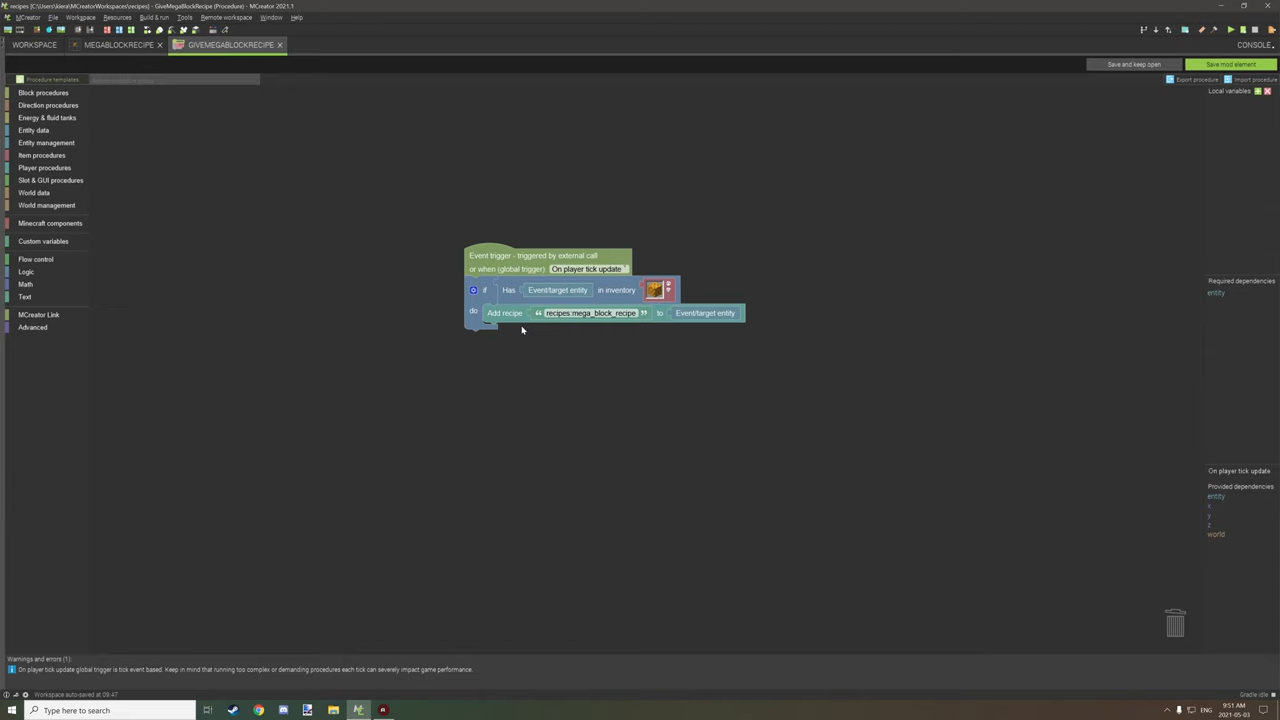 recipes [C:\Users\kiera\MCreatorWorkspaces\recipes] - GiveMegaBlockRecipe (Procedure) - MCreator 2021.1
MCreator File Workspace Resources Build & run Tools Remote workspace Window Help
WORKSPACE MEGABLOCKRECIPE GIVEMEGABLOCKRECIPE CONSOLE
Save and keep open Save mod element
Procedure templates Export procedure Import procedure
Local variables
Block procedures
Direction procedures
Energy & fluid tanks
Entity data
Entity management
Item procedures
Player procedures
Slot & GUI procedures
World data
World management
Minecraft components
Custom variables
Flow control
Logic
Math
Text
MCreator Link
Advanced
Event trigger - triggered by external call
or when (global trigger) On player tick update
if Has Event/target entity in inventory
do Add recipe “ recipes:mega_block_recipe ” to Event/target entity
Required dependencies
entity
On player tick update
Provided dependencies
entity
x
y
z
world
Warnings and errors (1):
On player tick update global trigger is tick event based. Keep in mind that running too complex or demanding procedures each tick can severely impact game performance.
Workspace auto-saved at 09:47 Gradle idle
Type here to search
ENG
9:51 AM
2021-05-03